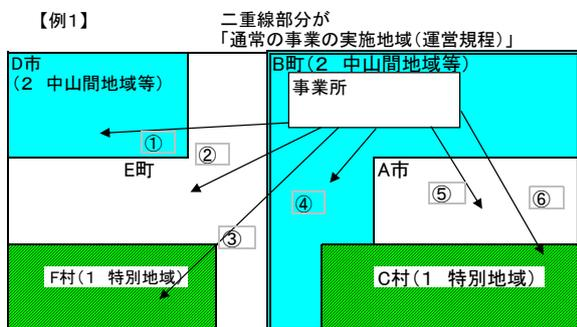 【例1】
二重線部分が
「通常の事業の実施地域(運営規程)」
D市
(2 中山間地域等)
B町(2 中山間地域等)
事業所
①
②
E町
A市
③
④
⑤
⑥
F村(1 特別地域)
C村(1 特別地域)